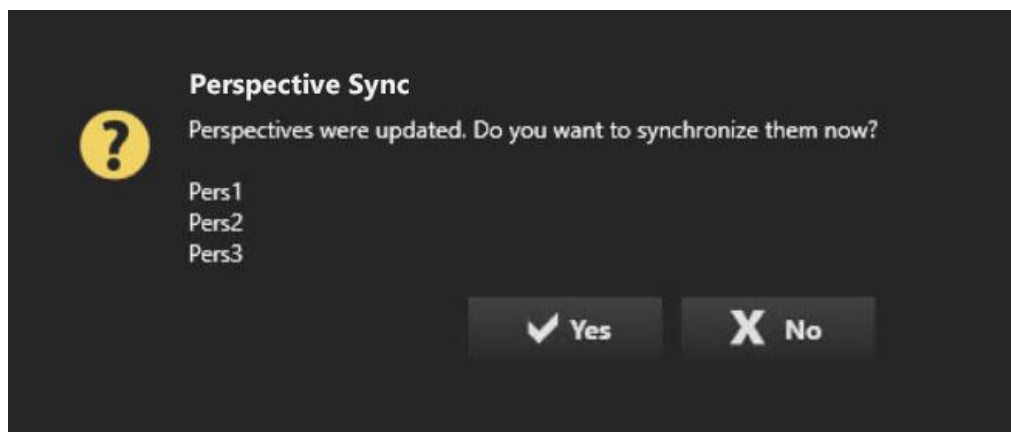 Perspective Sync
Perspectives were updated. Do you want to synchronize them now?
Pers1
Pers2
Pers3
Yes
No